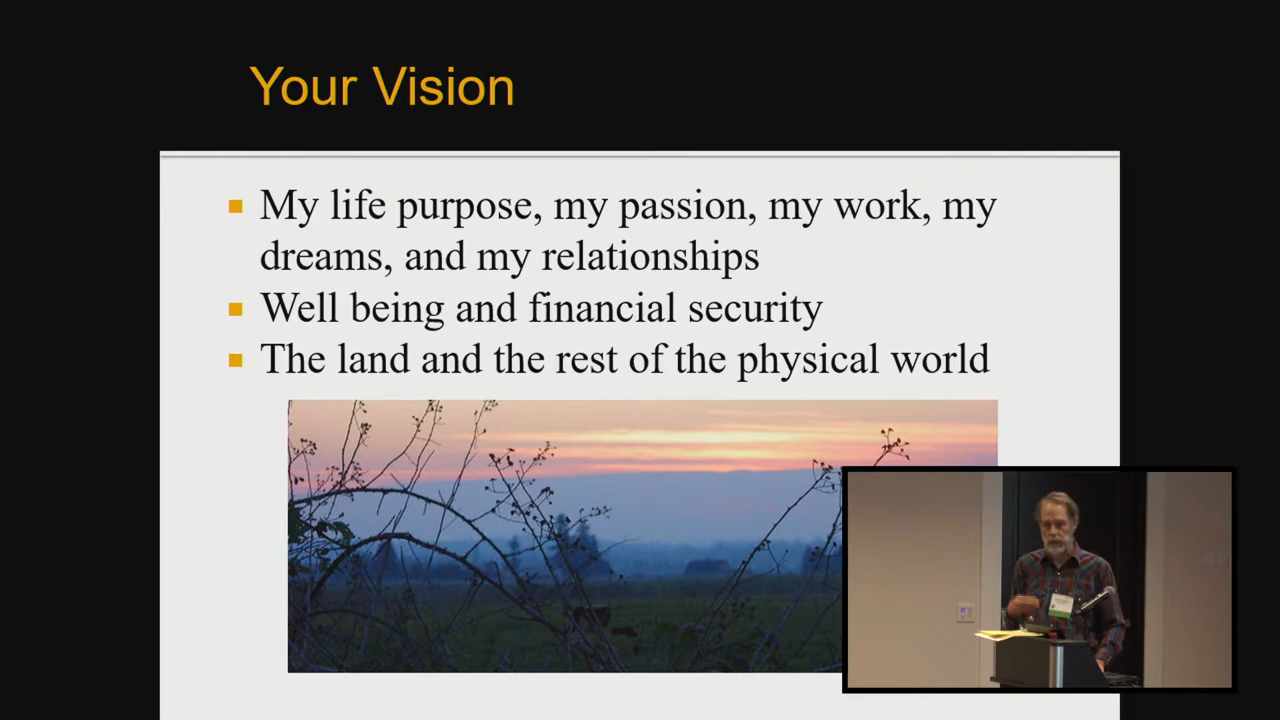 Your Vision
My life purpose, my passion, my work, my
dreams, and my relationships
Well being and financial security
The land and the rest of the physical world